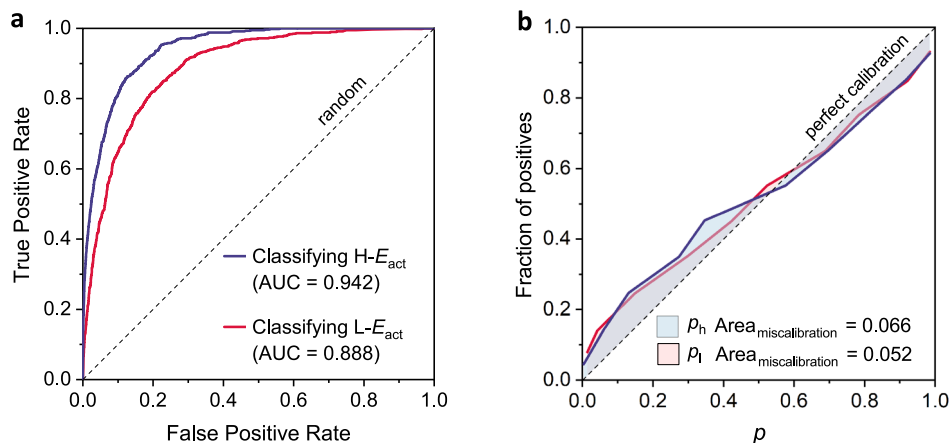 a
True Positive Rate
1.0
0.8
0.6
0.4
0.2
0.0
random
Classifying H-Eact
(AUC = 0.942)
Classifying L-Eact
(AUC = 0.888)
0.0 0.2 0.4 0.6 0.8 1.0
False Positive Rate
b
Fraction of positives
1.0
0.8
0.6
0.4
0.2
0.0
perfect calibration
ph Areamiscalibration = 0.066
pl Areamiscalibration = 0.052
0.0 0.2 0.4 0.6 0.8 1.0
p